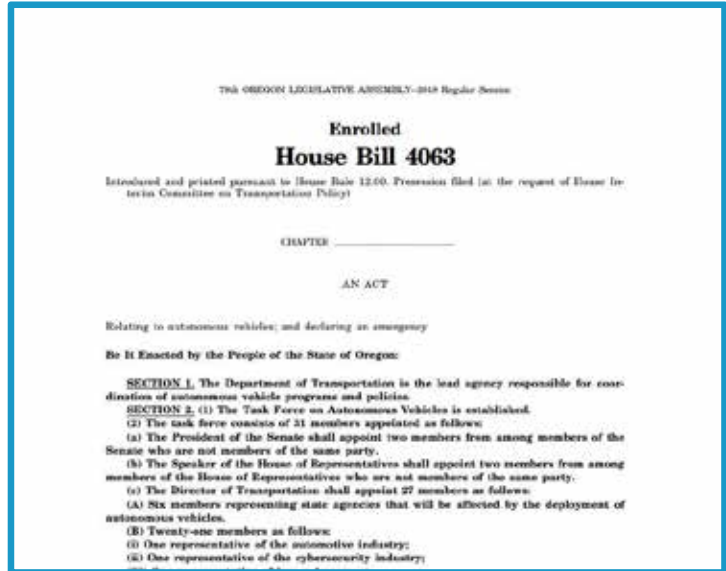 79th OREGON LEGISLATIVE ASSEMBLY--2018 Regular Session
Enrolled
House Bill 4063
Introduced and printed pursuant to House Rule 12.00. Presession filed (at the request of House In-
terim Committee on Transportation Policy)
CHAPTER
AN ACT
Relating to autonomous vehicles; and declaring an emergency.
Be It Enacted by the People of the State of Oregon:
SECTION 1. The Department of Transportation is the lead agency responsible for coor-
dination of autonomous vehicle programs and policies.
SECTION 2. (1) The Task Force on Autonomous Vehicles is established.
(2) The task force consists of 31 members appointed as follows:
(a) The President of the Senate shall appoint two members from among members of the
Senate who are not members of the same party.
(b) The Speaker of the House of Representatives shall appoint two members from among
members of the House of Representatives who are not members of the same party.
(c) The Director of Transportation shall appoint 27 members as follows:
(A) Six members representing state agencies that will be affected by the deployment of
autonomous vehicles.
(B) Twenty-one members as follows:
(i) One representative of the automotive industry;
(ii) One representative of the cybersecurity industry;